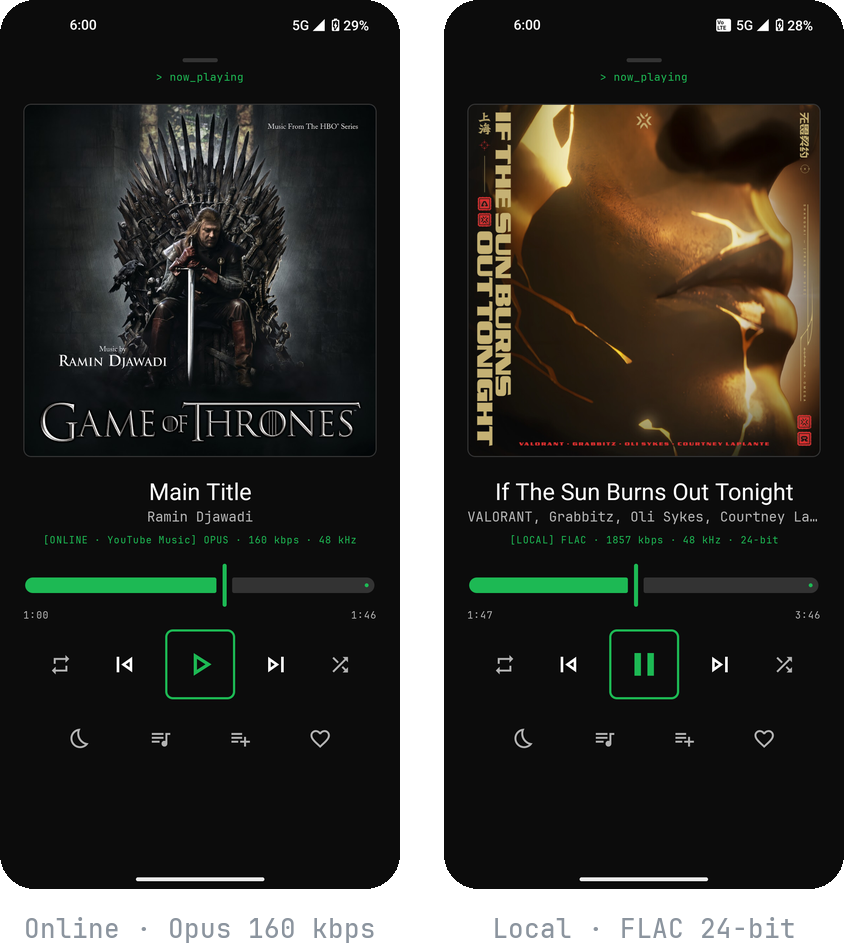 6:00
5G 29%
> now_playing
Music From The HBO® Series
Music by
RAMIN DJAWADI
GAME OF THRONES
Main Title
Ramin Djawadi
[ONLINE · YouTube Music] OPUS · 160 kbps · 48 kHz
1:00
1:46
Online · Opus 160 kbps
6:00
Vo LTE 5G 28%
> now_playing
上海
IF THE SUN BURNS
OUT TONIGHT
VALORANT · GRABBITZ · OLI SYKES · COURTNEY LAPLANTE
If The Sun Burns Out Tonight
VALORANT, Grabbitz, Oli Sykes, Courtney La…
[LOCAL] FLAC · 1857 kbps · 48 kHz · 24-bit
1:47
3:46
Local · FLAC 24-bit